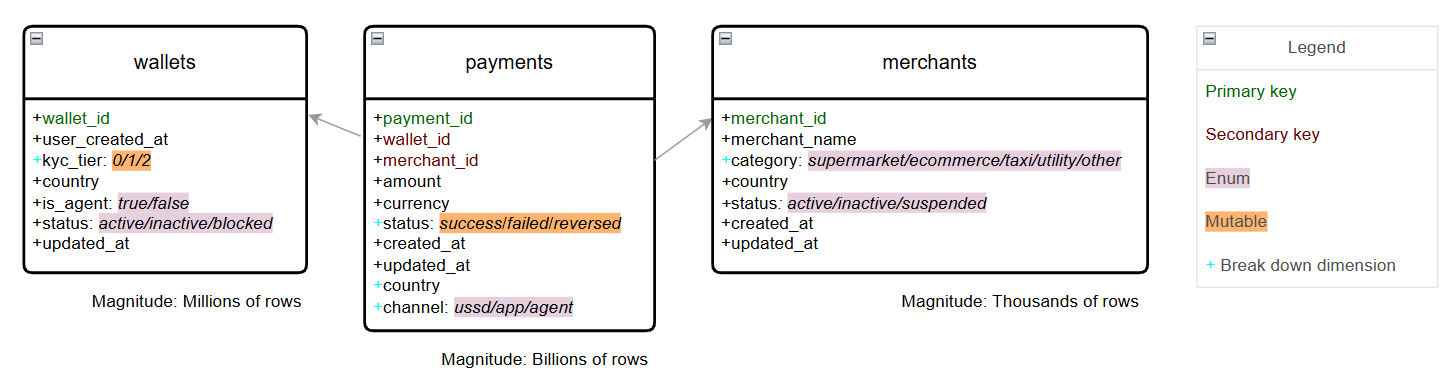 wallets
+wallet_id
+user_created_at
+kyc_tier: 0/1/2
+country
+is_agent: true/false
+status: active/inactive/blocked
+updated_at
Magnitude: Millions of rows
payments
+payment_id
+wallet_id
+merchant_id
+amount
+currency
+status: success/failed/reversed
+created_at
+updated_at
+country
+channel: ussd/app/agent
Magnitude: Billions of rows
merchants
+merchant_id
+merchant_name
+category: supermarket/ecommerce/taxi/utility/other
+country
+status: active/inactive/suspended
+created_at
+updated_at
Magnitude: Thousands of rows
Legend
Primary key
Secondary key
Enum
Mutable
+ Break down dimension